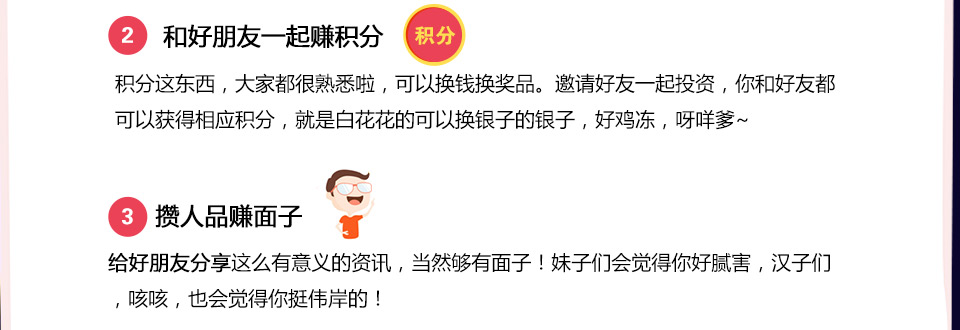 2 和好朋友一起赚积分 积分
积分这东西，大家都很熟悉啦，可以换钱换奖品。邀请好友一起投资，你和好友都
可以获得相应积分，就是白花花的可以换银子的银子，好鸡冻，呀咩爹~
3 攒人品赚面子
给好朋友分享这么有意义的资讯，当然够有面子！妹子们会觉得你好腻害，汉子们
，咳咳，也会觉得你挺伟岸的！